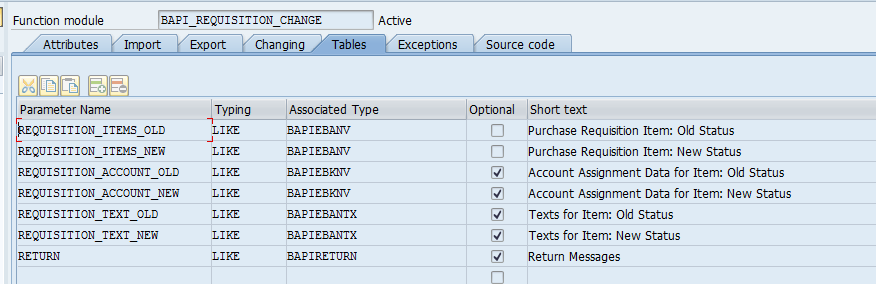 Function module BAPI_REQUISITION_CHANGE Active
Attributes Import Export Changing Tables Exceptions Source code
Parameter Name Typing Associated Type Optional Short text
REQUISITION_ITEMS_OLD LIKE BAPIEBANV Purchase Requisition Item: Old Status
REQUISITION_ITEMS_NEW LIKE BAPIEBANV Purchase Requisition Item: New Status
REQUISITION_ACCOUNT_OLD LIKE BAPIEBKNV Account Assignment Data for Item: Old Status
REQUISITION_ACCOUNT_NEW LIKE BAPIEBKNV Account Assignment Data for Item: New Status
REQUISITION_TEXT_OLD LIKE BAPIEBANTX Texts for Item: Old Status
REQUISITION_TEXT_NEW LIKE BAPIEBANTX Texts for Item: New Status
RETURN LIKE BAPIRETURN Return Messages